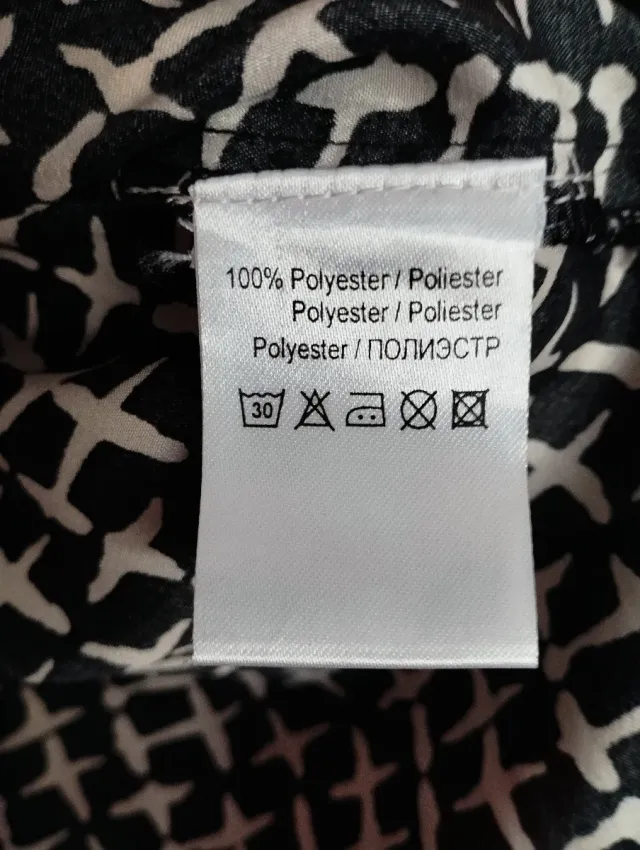 100% Polyester / Poliester
Polyester / Poliester
Polyester / ПОЛИЭСТР
30